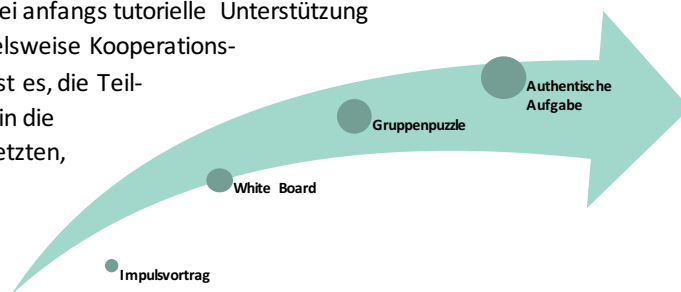 ei anfangs tutorielle Unterstützung
elsweise Kooperations-
st es, die Teil-
in die
etzten,
Authentische
Aufgabe
Gruppenpuzzle
White Board
Impulsvortrag